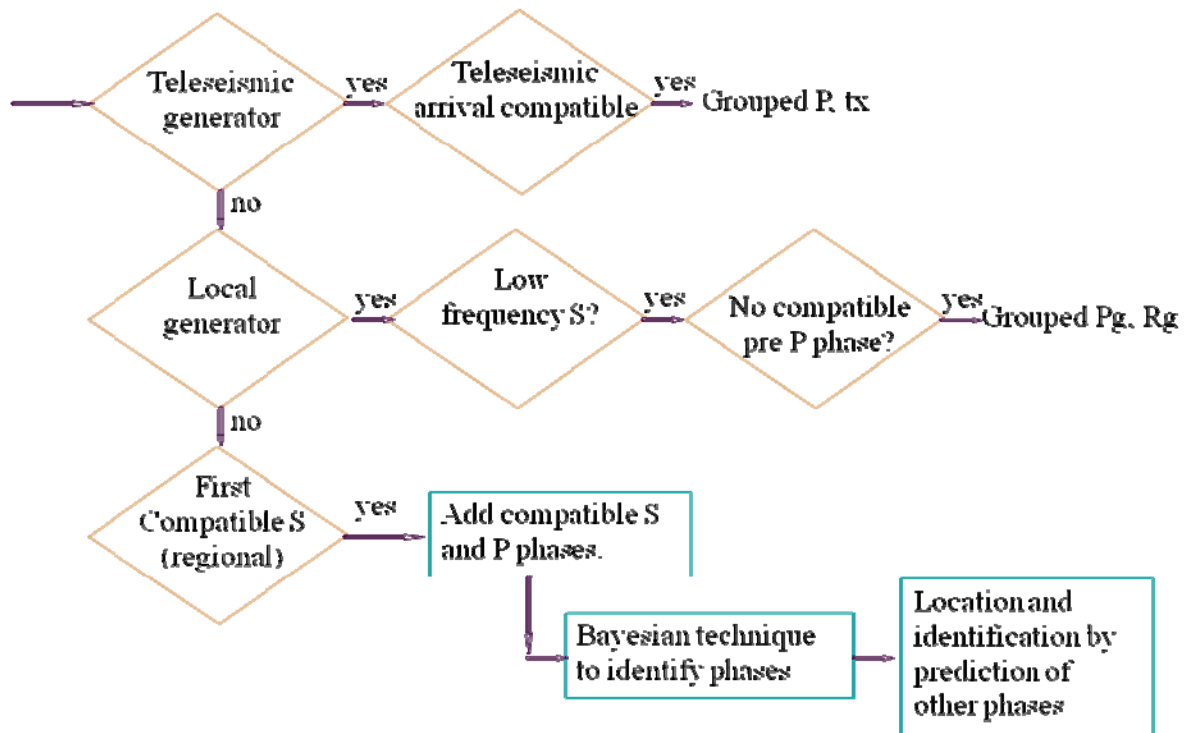 Teleseismic
generator
yes
Teleseismic
arrival compatible
yes
Grouped P, tx
no
Local
generator
yes
Low
frequency S?
yes
No compatible
pre P phase?
yes
Grouped Pg, Rg
no
First
Compatible S
(regional)
yes
Add compatible S
and P phases.
Bayesian technique
to identify phases
Location and
identification by
prediction of
other phases